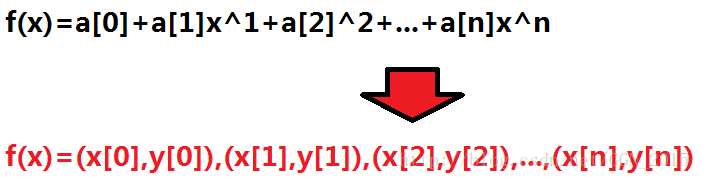 f(x)=a[0]+a[1]x^1+a[2]^2+...+a[n]x^n
f(x)=(x[0],y[0]),(x[1],y[1]),(x[2],y[2]),...,(x[n],y[n])